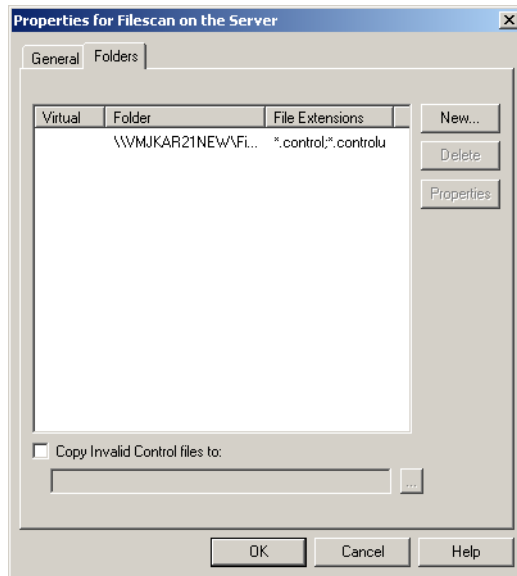 Properties for Filescan on the Server
General Folders
Virtual Folder File Extensions New...
\\VMJKAR21NEW\Fi... *.control;*.controlu
Delete
Properties
Copy Invalid Control files to:
...
OK Cancel Help